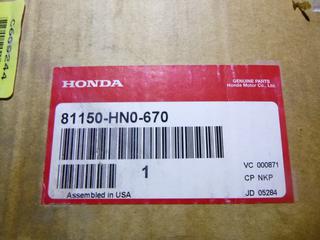 C609244
HONDA
GENUINE PARTS
Honda Motor Co., Ltd.
81150-HN0-670
1
VC 000871
CP NKP
JD 05284
Assembled in USA